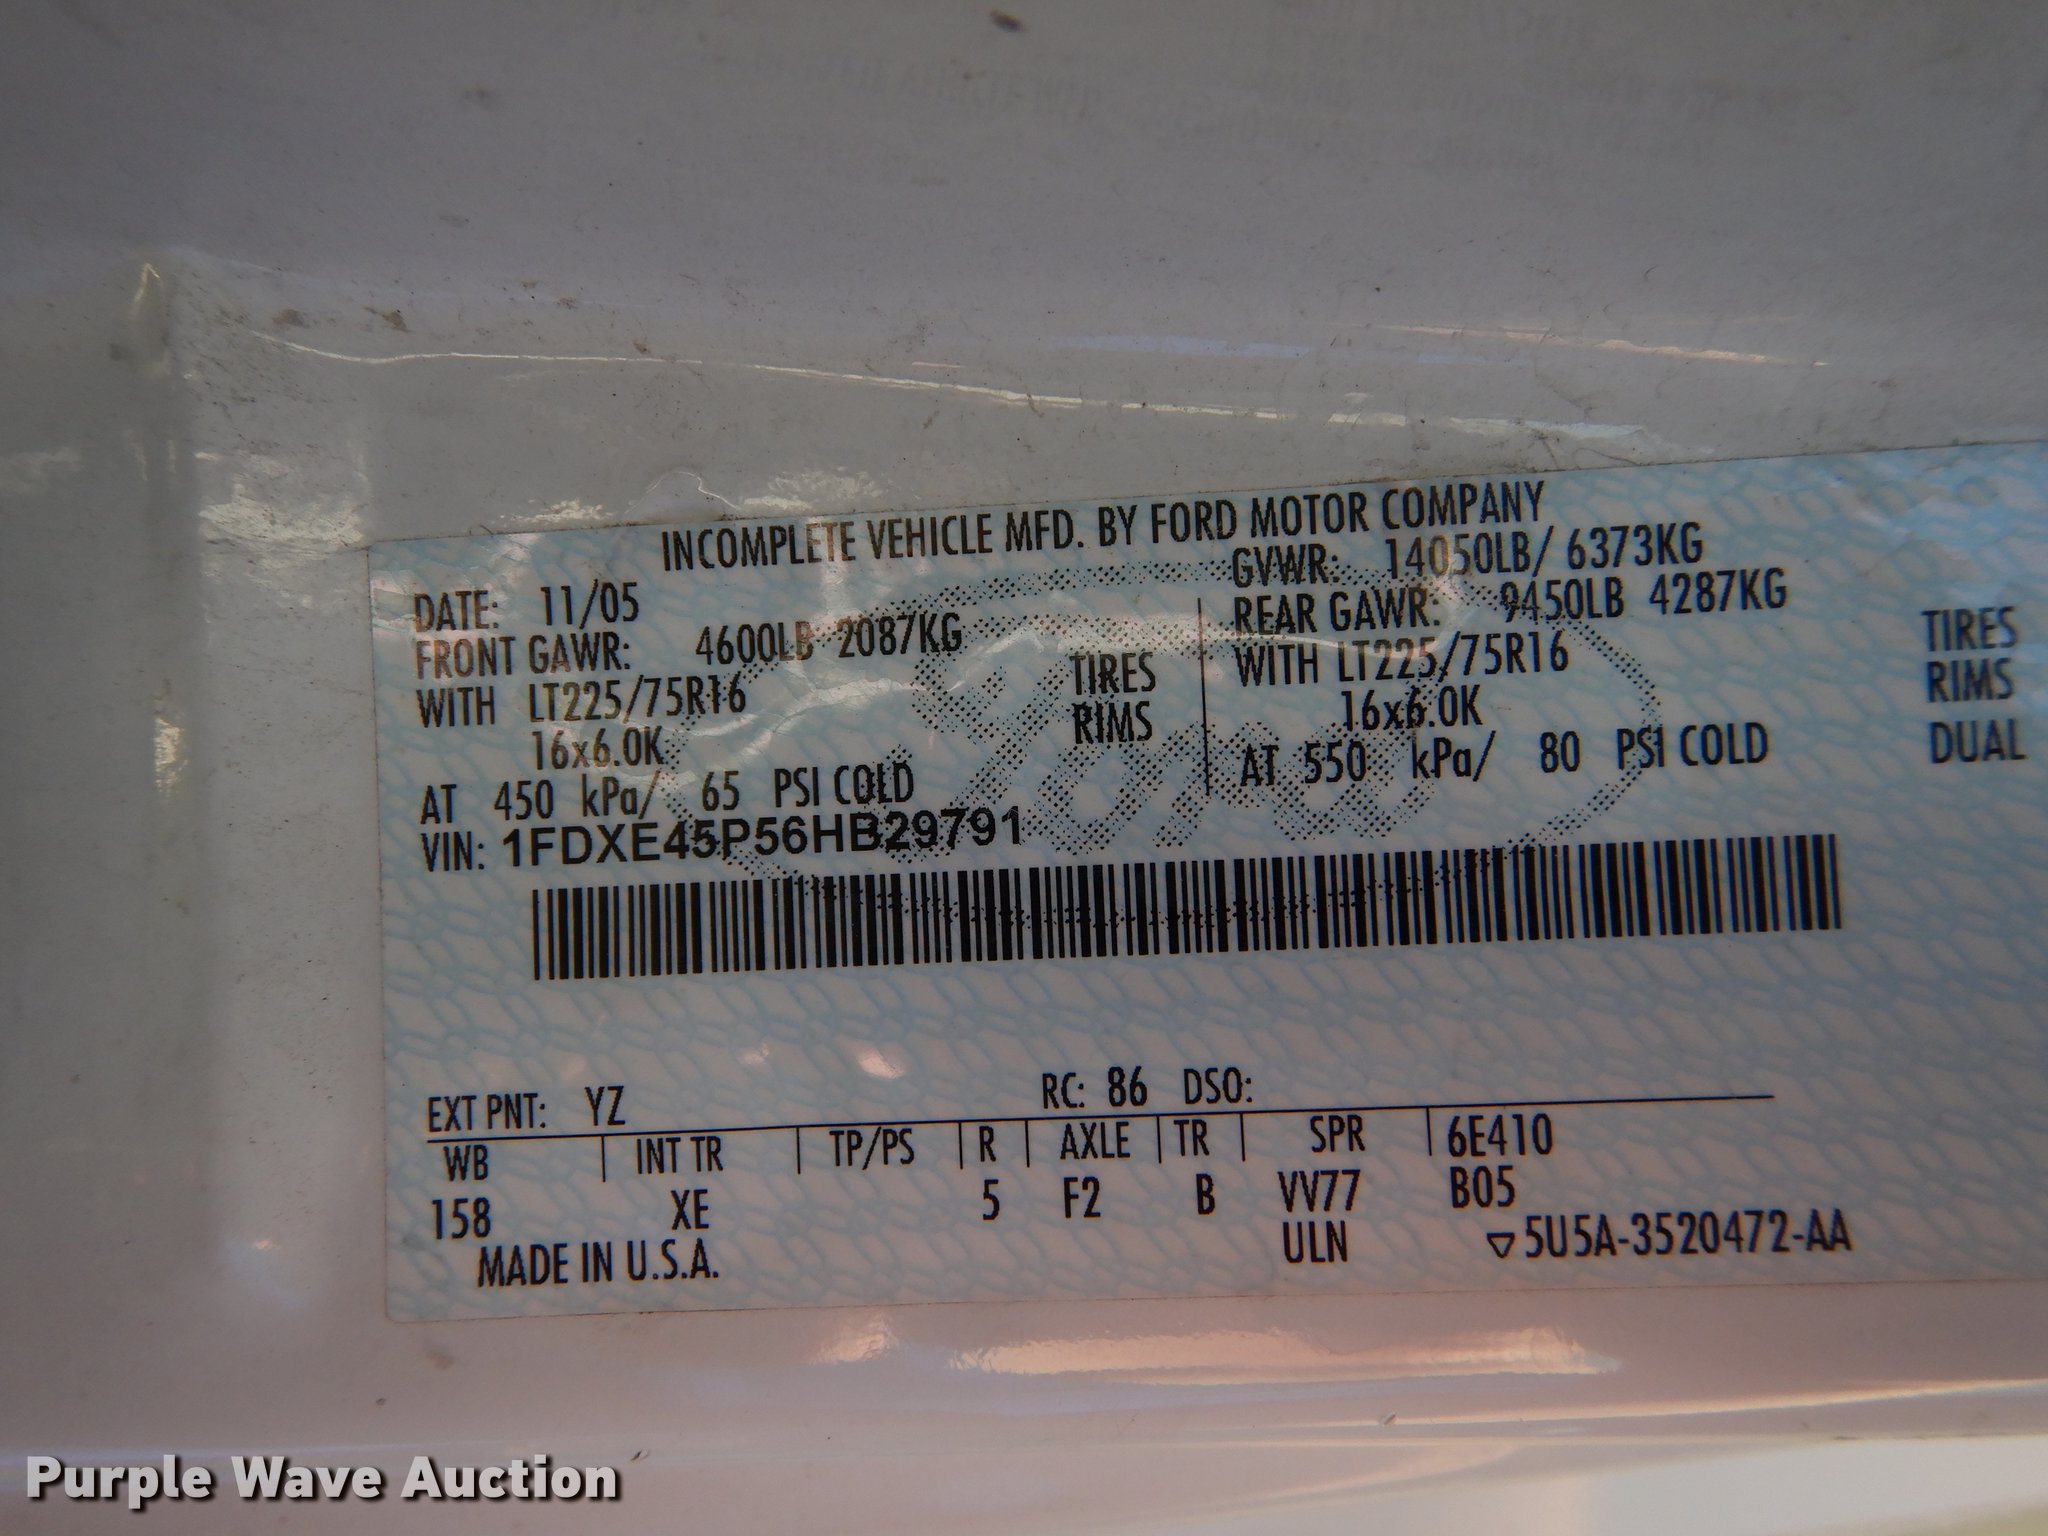 INCOMPLETE VEHICLE MFD. BY FORD MOTOR COMPANY
DATE: 11/05 GVWR: 14050LB/ 6373KG
FRONT GAWR: 4600LB 2087KG REAR GAWR: 9450LB 4287KG
WITH LT225/75R16 TIRES WITH LT225/75R16 TIRES
16x6.0K RIMS 16x6.0K RIMS
AT 450 kPa/ 65 PSI COLD AT 550 kPa/ 80 PSI COLD DUAL
VIN: 1FDXE45P56HB29791
Ford
EXT PNT: YZ RC: 86 DSO:
WB INT TR TP/PS R AXLE TR SPR 6E410
158 XE 5 F2 B VV77 B05
MADE IN U.S.A. ULN ▽5U5A-3520472-AA
Purple Wave Auction